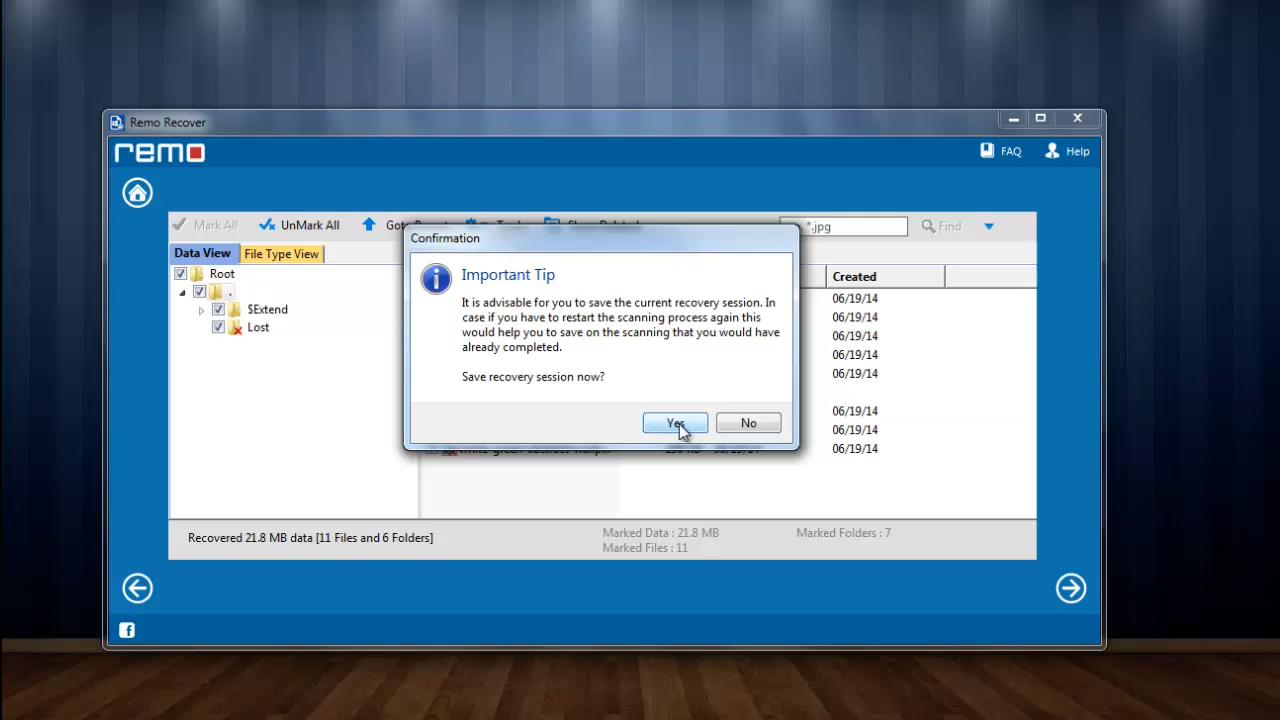 Remo Recover
remo
FAQ
Help
Mark All
UnMark All
*.jpg
Find
Data View
File Type View
Created
Root
.
$Extend
Lost
06/19/14
06/19/14
06/19/14
06/19/14
06/19/14
06/19/14
06/19/14
06/19/14
Confirmation
Important Tip
It is advisable for you to save the current recovery session. In
case if you have to restart the scanning process again this
would help you to save on the scanning that you would have
already completed.
Save recovery session now?
Yes
No
Recovered 21.8 MB data [11 Files and 6 Folders]
Marked Data : 21.8 MB
Marked Files : 11
Marked Folders : 7
f